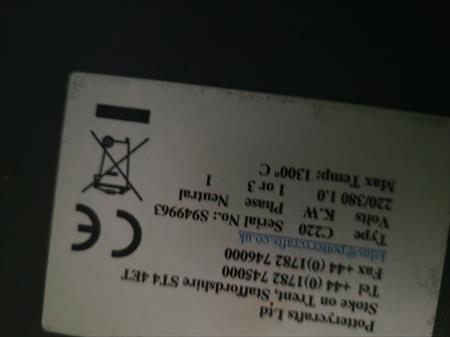 Potterycrafts Ltd
Stoke on Trent, Staffordshire ST4 4ET
Tel +44 (0)1782 745000
Fax +44 (0)1782 746000
kilns@potterycrafts.co.uk
Type C220 Serial No.: S949963
Volts K.W Phase Neutral
220/380 1.0 1 or 3 1
Max Temp: 1300° C
CE